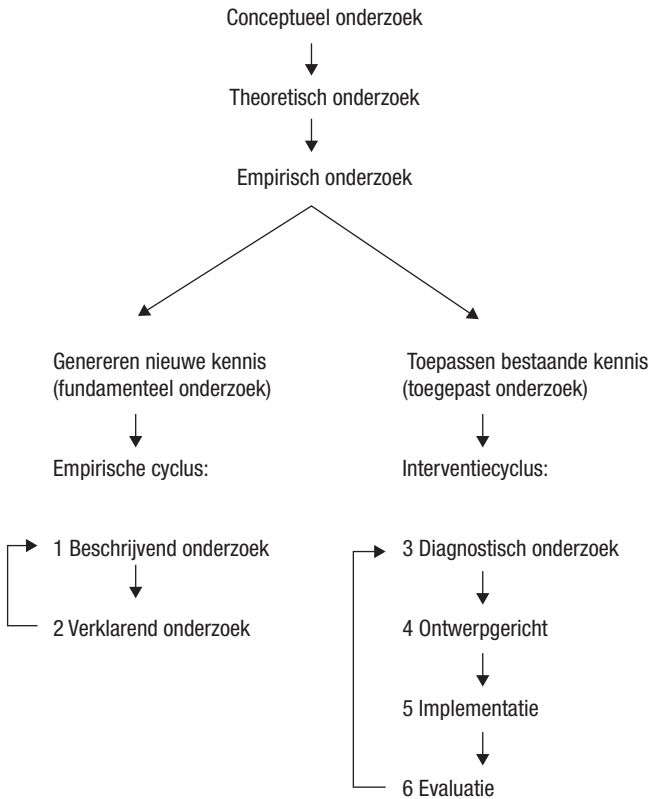 Conceptueel onderzoek
Theoretisch onderzoek
Empirisch onderzoek
Genereren nieuwe kennis
(fundamenteel onderzoek)
Empirische cyclus:
1 Beschrijvend onderzoek
2 Verklarend onderzoek
Toepassen bestaande kennis
(toegepast onderzoek)
Interventiecyclus:
3 Diagnostisch onderzoek
4 Ontwerpgericht
5 Implementatie
6 Evaluatie